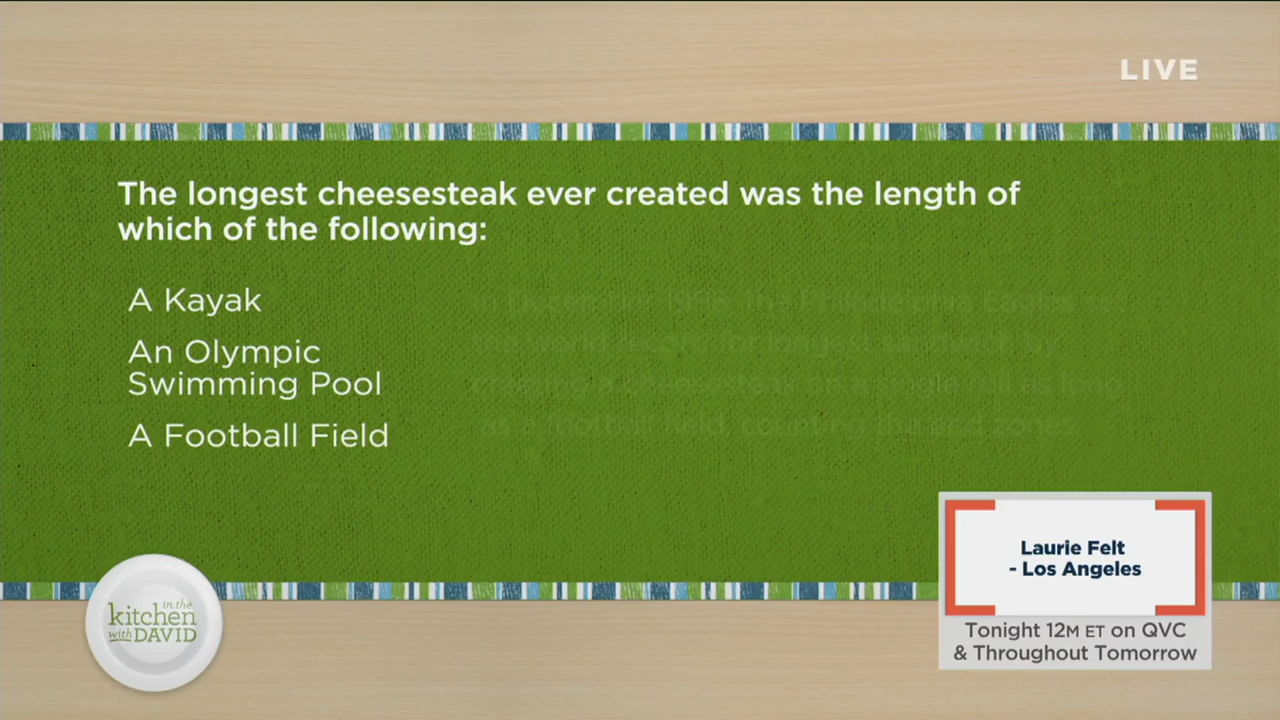 LIVE
The longest cheesesteak ever created was the length of
which of the following:
A Kayak
An Olympic
Swimming Pool
A Football Field
Laurie Felt
- Los Angeles
in the
kitchen
with DAVID
Tonight 12M ET on QVC
& Throughout Tomorrow